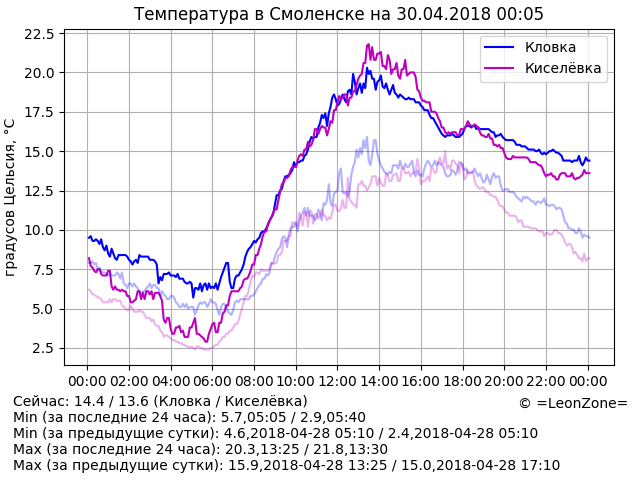 Температура в Смоленске на 30.04.2018 00:05
градусов Цельсия, °C
22.5
20.0
17.5
15.0
12.5
10.0
7.5
5.0
2.5
Кловка
Киселёвка
00:00 02:00 04:00 06:00 08:00 10:00 12:00 14:00 16:00 18:00 20:00 22:00 00:00
Сейчас: 14.4 / 13.6 (Кловка / Киселёвка)
© =LeonZone=
Min (за последние 24 часа): 5.7,05:05 / 2.9,05:40
Min (за предыдущие сутки): 4.6,2018-04-28 05:10 / 2.4,2018-04-28 05:10
Max (за последние 24 часа): 20.3,13:25 / 21.8,13:30
Max (за предыдущие сутки): 15.9,2018-04-28 13:25 / 15.0,2018-04-28 17:10